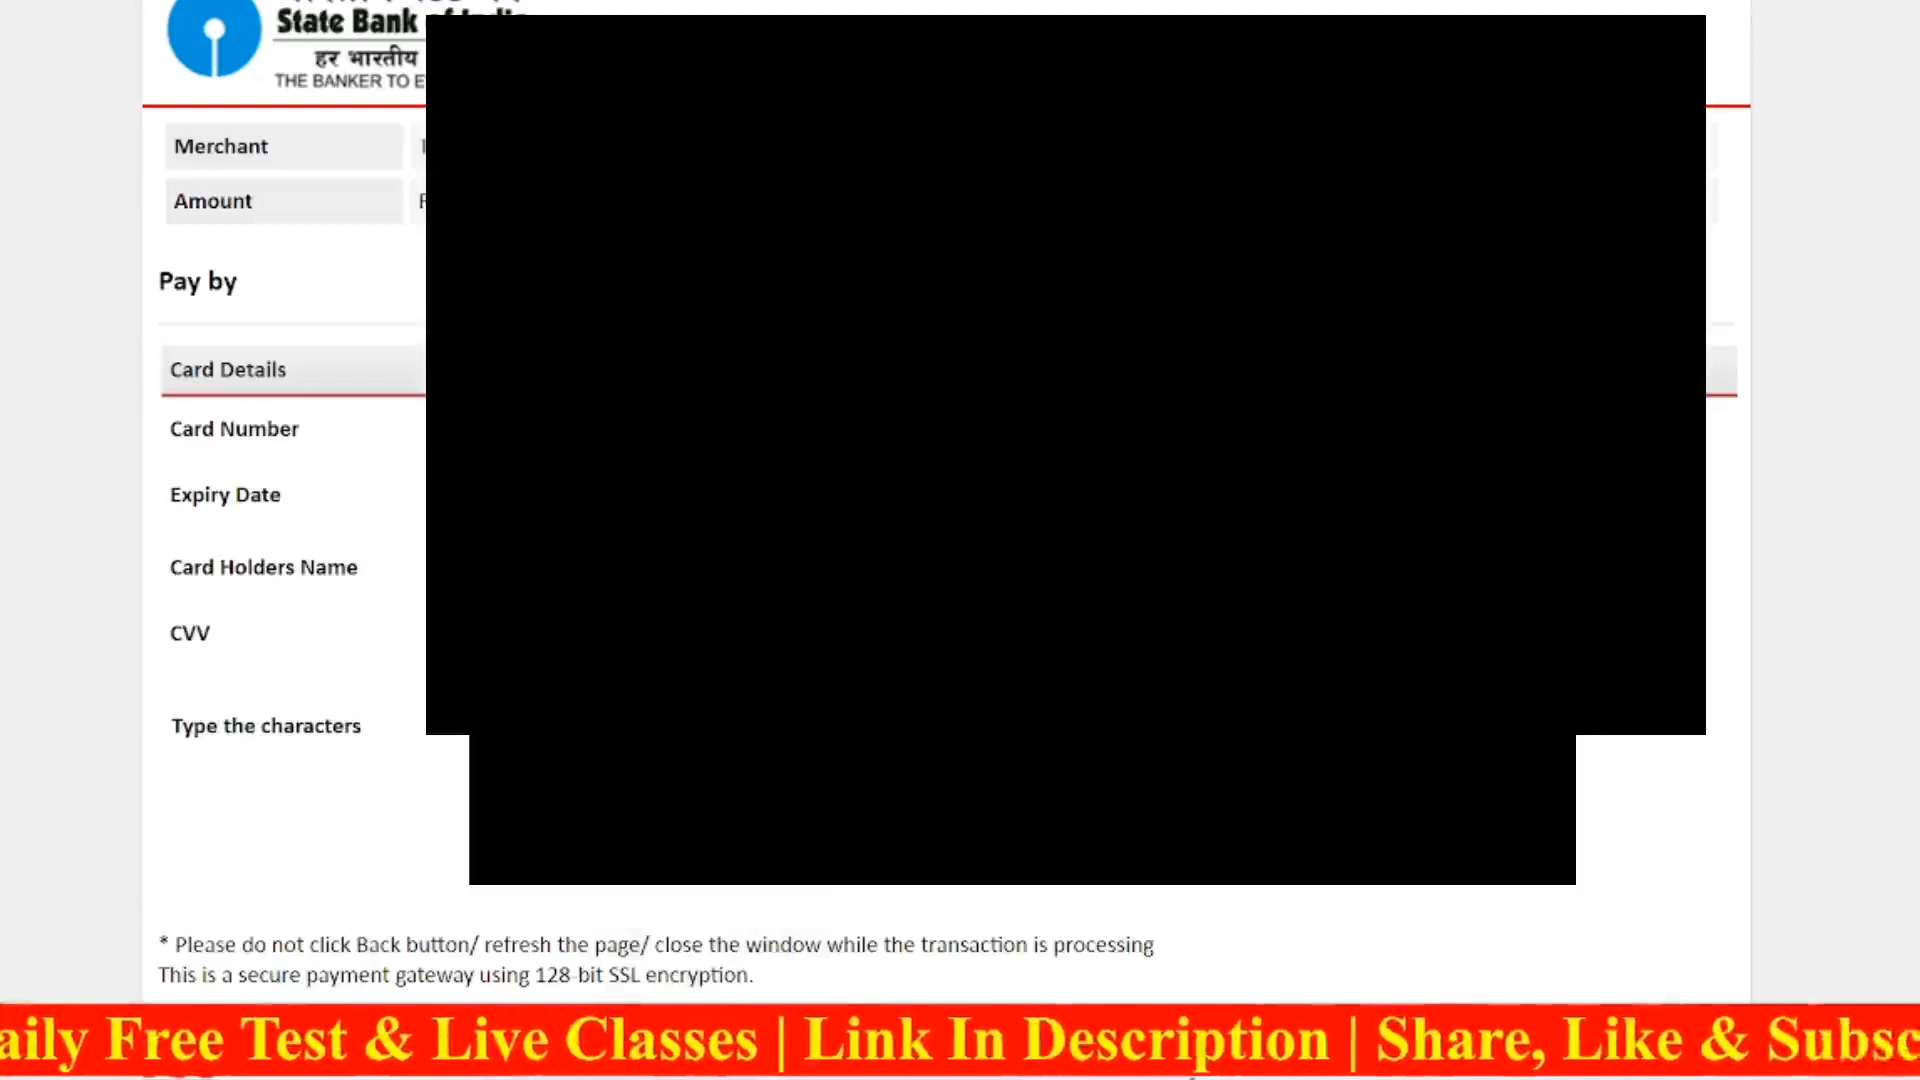 State Bank
हर भारतीय
THE BANKER TO E
Merchant
Amount
Pay by
Card Details
Card Number
Expiry Date
Card Holders Name
CVV
Type the characters
* Please do not click Back button/ refresh the page/ close the window while the transaction is processing
This is a secure payment gateway using 128-bit SSL encryption.
aily Free Test & Live Classes | Link In Description | Share, Like & Subsc